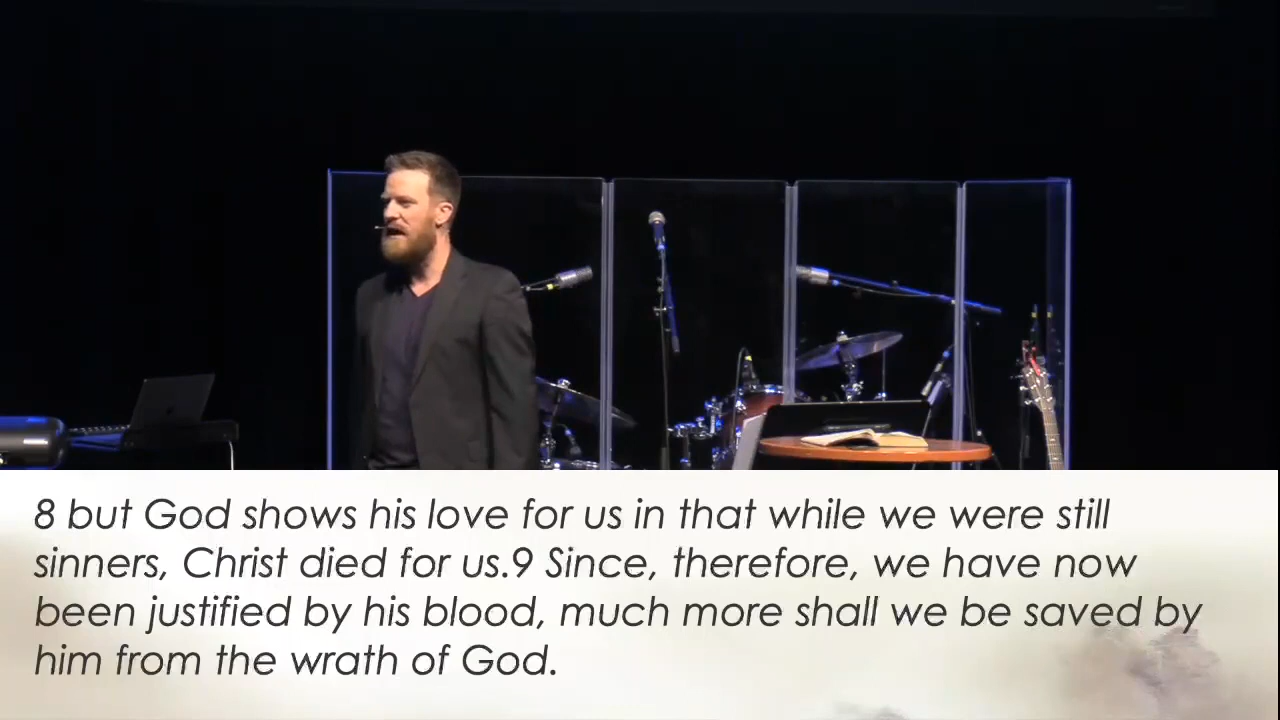 8 but God shows his love for us in that while we were still
sinners, Christ died for us.9 Since, therefore, we have now
been justified by his blood, much more shall we be saved by
him from the wrath of God.